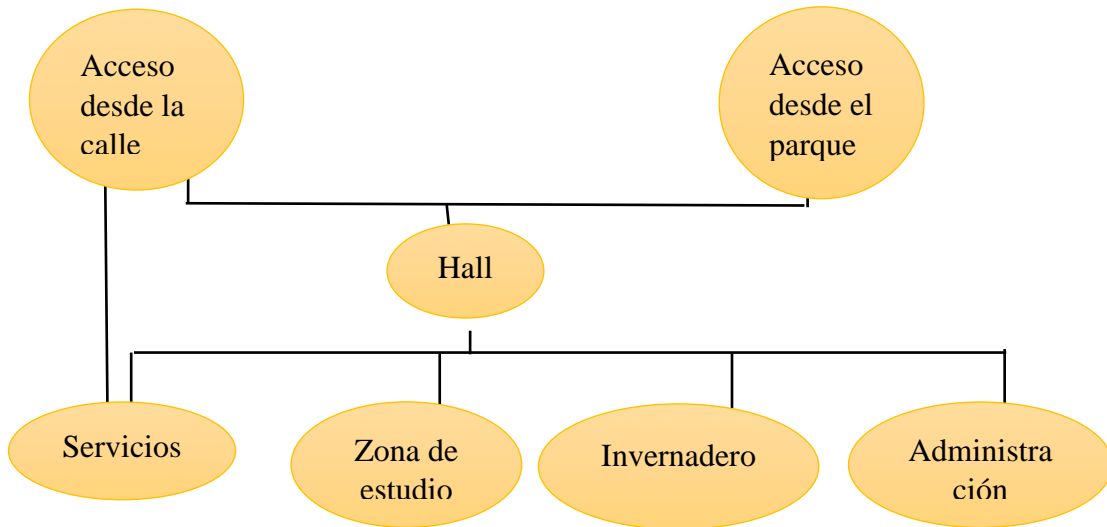 Acceso
desde la
calle
Acceso
desde el
parque
Hall
Servicios
Zona de
estudio
Invernadero
Administra
ción